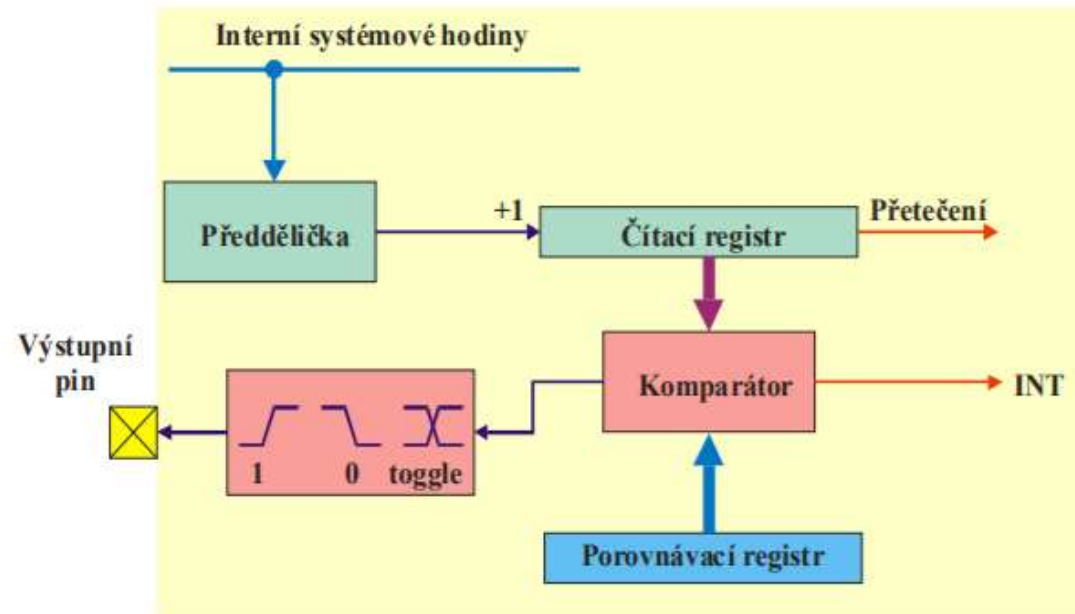 Interní systémové hodiny
Předdělička
+1
Čítací registr
Přetečení
Výstupní
pin
1 0 toggle
Komparátor
INT
Porovnávací registr